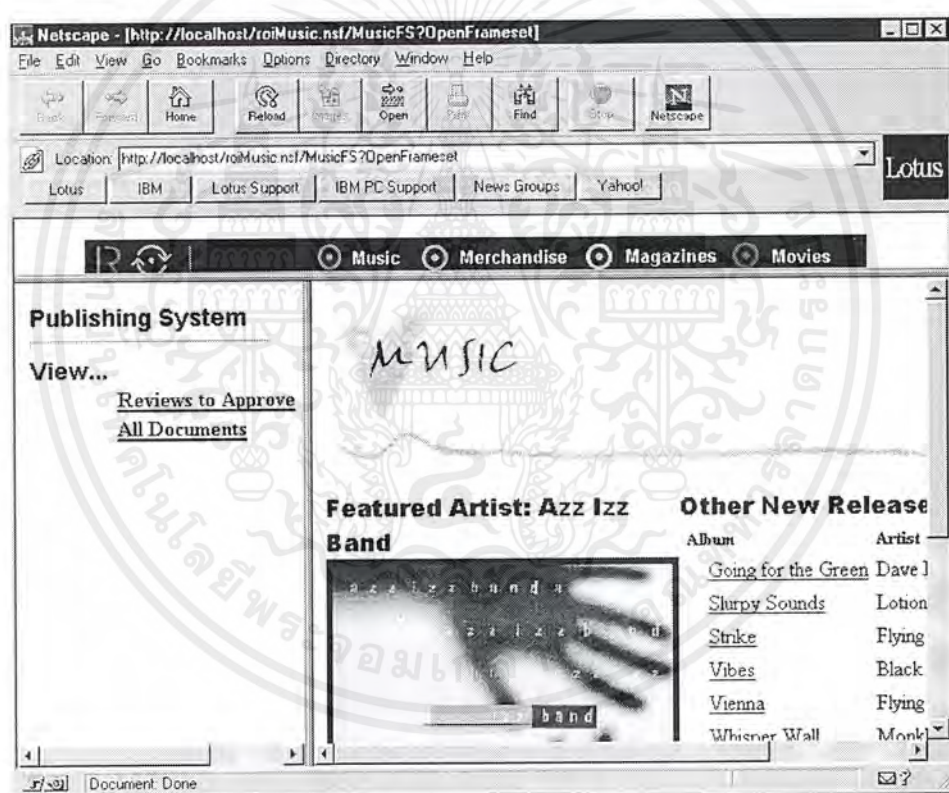 Netscape - [http://localhost/roiMusic.nsf/MusicFS?OpenFrameset]
File Edit View Go Bookmarks Options Directory Window Help
Back Forward Home Reload Images Open Print Find Stop Netscape
Location: http://localhost/roiMusic.nsf/MusicFS?OpenFrameset
Lotus
Lotus IBM Lotus Support IBM PC Support News Groups Yahoo!
Music Merchandise Magazines Movies
Publishing System
View...
Reviews to Approve
All Documents
MUSIC
Featured Artist: Azz Izz
Band
azz izz band
band
Other New Release
Album Artist
Going for the Green Dave
Slurpy Sounds Lotion
Strike Flying
Vibes Black
Vienna Flying
Whisper Wall Monk
Document: Done